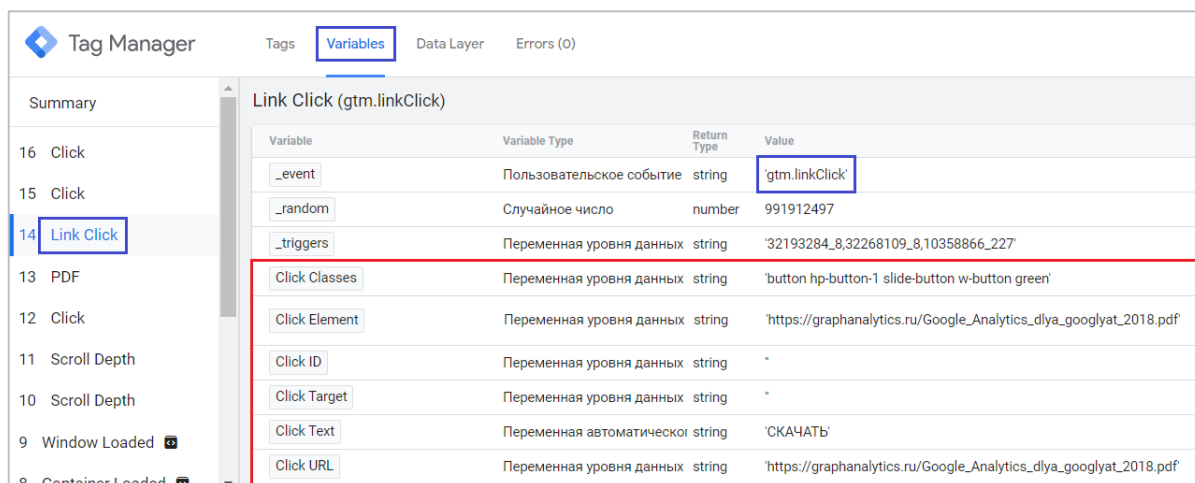 Tag Manager
Tags Variables Data Layer Errors (0)
Summary
16 Click
15 Click
14 Link Click
13 PDF
12 Click
11 Scroll Depth
10 Scroll Depth
9 Window Loaded
8 Container Loaded
Link Click (gtm.linkClick)
Variable Variable Type Return Type Value
_event Пользовательское событие string 'gtm.linkClick'
_random Случайное число number 991912497
_triggers Переменная уровня данных string '32193284_8,32268109_8,10358866_227'
Click Classes Переменная уровня данных string 'button hp-button-1 slide-button w-button green'
Click Element Переменная уровня данных string 'https://graphanalytics.ru/Google_Analytics_dlya_googlyat_2018.pdf'
Click ID Переменная уровня данных string ''
Click Target Переменная уровня данных string ''
Click Text Переменная автоматическог string 'СКАЧАТЬ'
Click URL Переменная уровня данных string 'https://graphanalytics.ru/Google_Analytics_dlya_googlyat_2018.pdf'